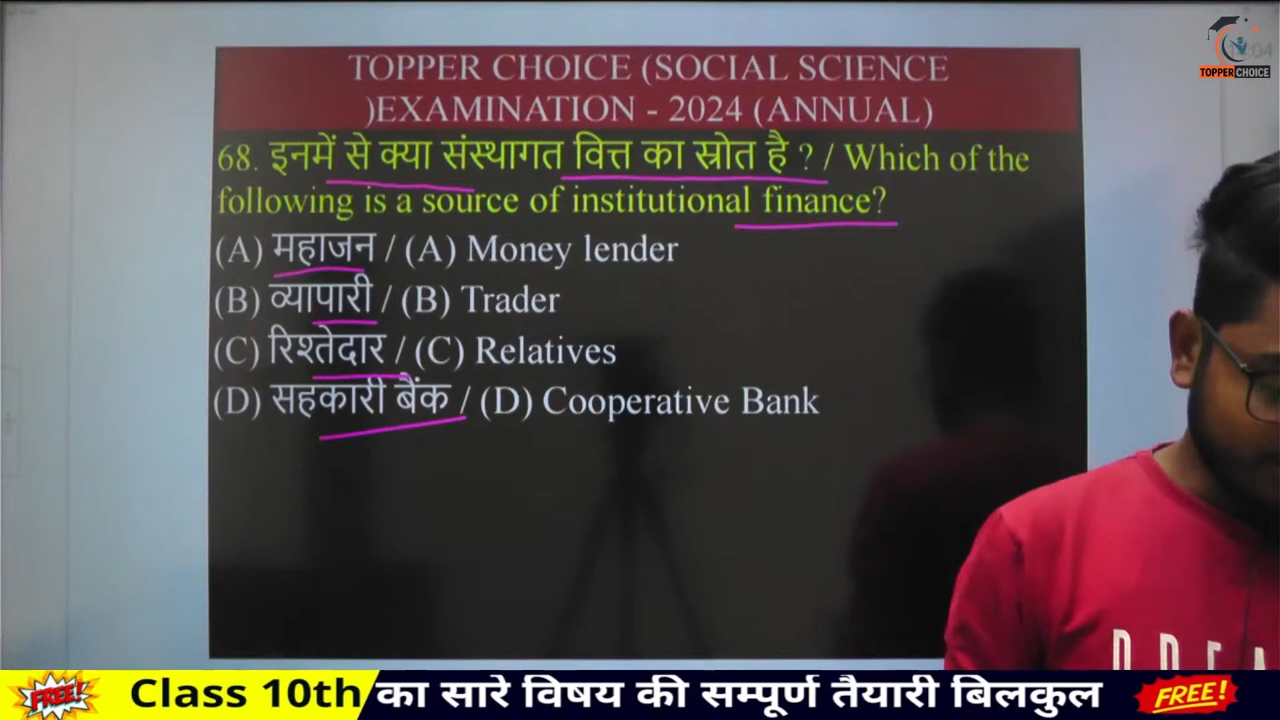 TOPPER CHOICE (SOCIAL SCIENCE
)EXAMINATION - 2024 (ANNUAL)
68. इनमें से क्या संस्थागत वित्त का स्रोत है ? / Which of the
following is a source of institutional finance?
(A) महाजन / (A) Money lender
(B) व्यापारी / (B) Trader
(C) रिश्तेदार / (C) Relatives
(D) सहकारी बैंक / (D) Cooperative Bank
TOPPER CHOICE
FREE! Class 10th का सारे विषय की सम्पूर्ण तैयारी बिलकुल FREE!